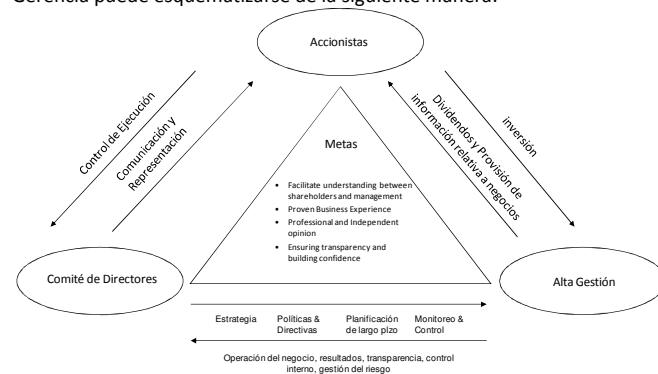 Gerencia puede esquematizarse de la siguiente manera:
Accionistas
Control de Ejecución
Comunicación y
Representación
Dividendos y Provisión de
información relativa a negocios
inversión
Metas
• Facilitate understanding between
shareholders and management
• Proven Business Experience
• Professional and Independent
opinion
• Ensuring transparency and
building confidence
Comité de Directores
Alta Gestión
Estrategia
Políticas &
Directivas
Planificación
de largo plzo
Monitoreo &
Control
Operación del negocio, resultados, transparencia, control
interno, gestión del riesgo